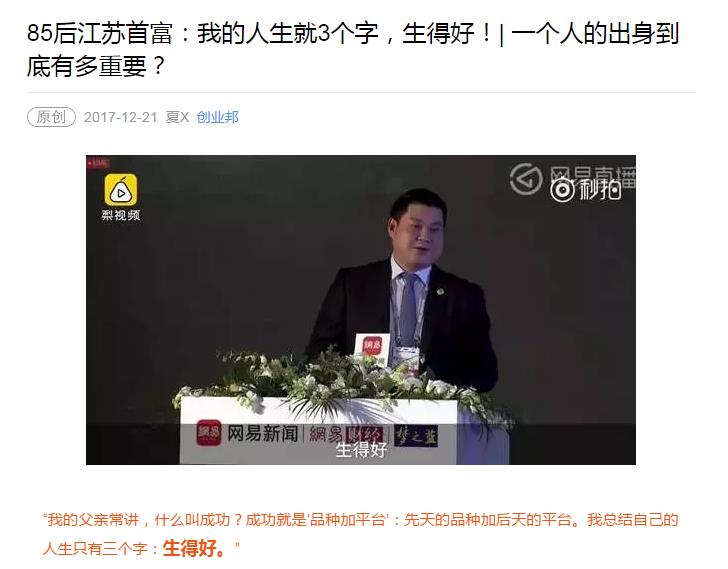 85后江苏首富：我的人生就3个字，生得好！| 一个人的出身到
底有多重要？
原创 2017-12-21 夏X 创业邦
LIVE
网易直播
秒拍
梨视频
網易
网易新闻 網易财经 梦之蓝
生得好
“我的父亲常讲，什么叫成功？成功就是‘品种加平台’：先天的品种加后天的平台。我总结自己的
人生只有三个字：生得好。”